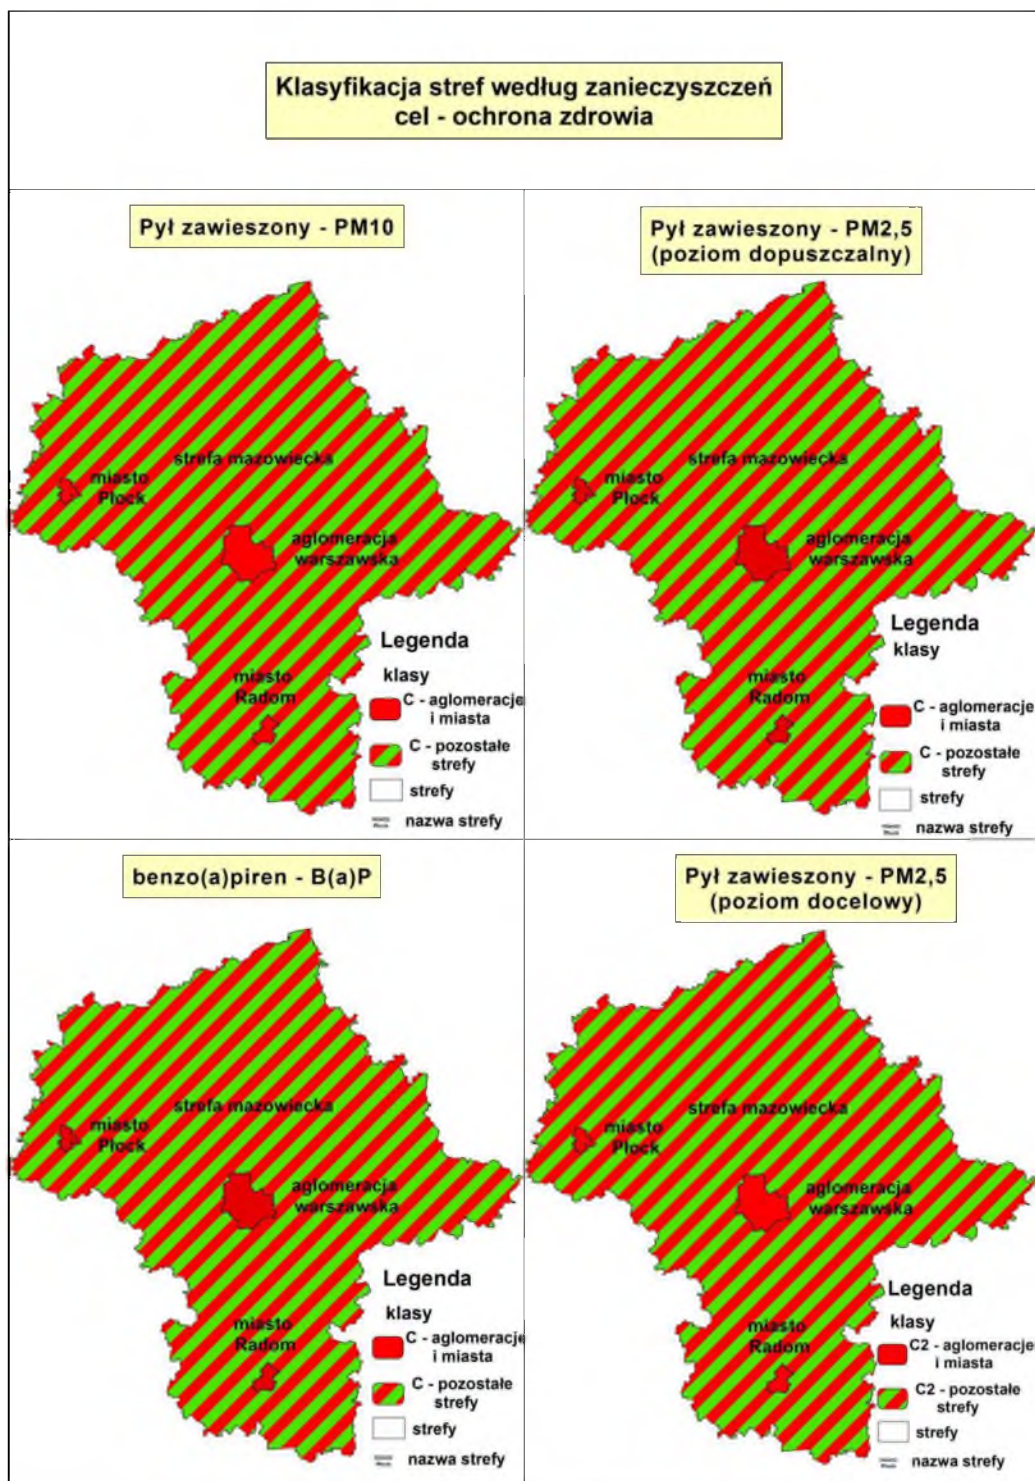 Klasyfikacja stref według zanieczyszczeń
cel - ochrona zdrowia
Pył zawieszony - PM10
strefa mazowiecka
miasto
Płock
aglomeracja
warszawska
miasto
Radom
Legenda
klasy
C - aglomeracje
i miasta
C - pozostałe
strefy
strefy
nazwa strefy
Pył zawieszony - PM2,5
(poziom dopuszczalny)
strefa mazowiecka
miasto
Płock
aglomeracja
warszawska
miasto
Radom
Legenda
klasy
C - aglomeracje
i miasta
C - pozostałe
strefy
strefy
nazwa strefy
benzo(a)piren - B(a)P
strefa mazowiecka
miasto
Płock
aglomeracja
warszawska
miasto
Radom
Legenda
klasy
C - aglomeracje
i miasta
C - pozostałe
strefy
strefy
nazwa strefy
Pył zawieszony - PM2,5
(poziom docelowy)
strefa mazowiecka
miasto
Płock
aglomeracja
warszawska
miasto
Radom
Legenda
klasy
C2 - aglomeracje
i miasta
C2 - pozostałe
strefy
strefy
nazwa strefy